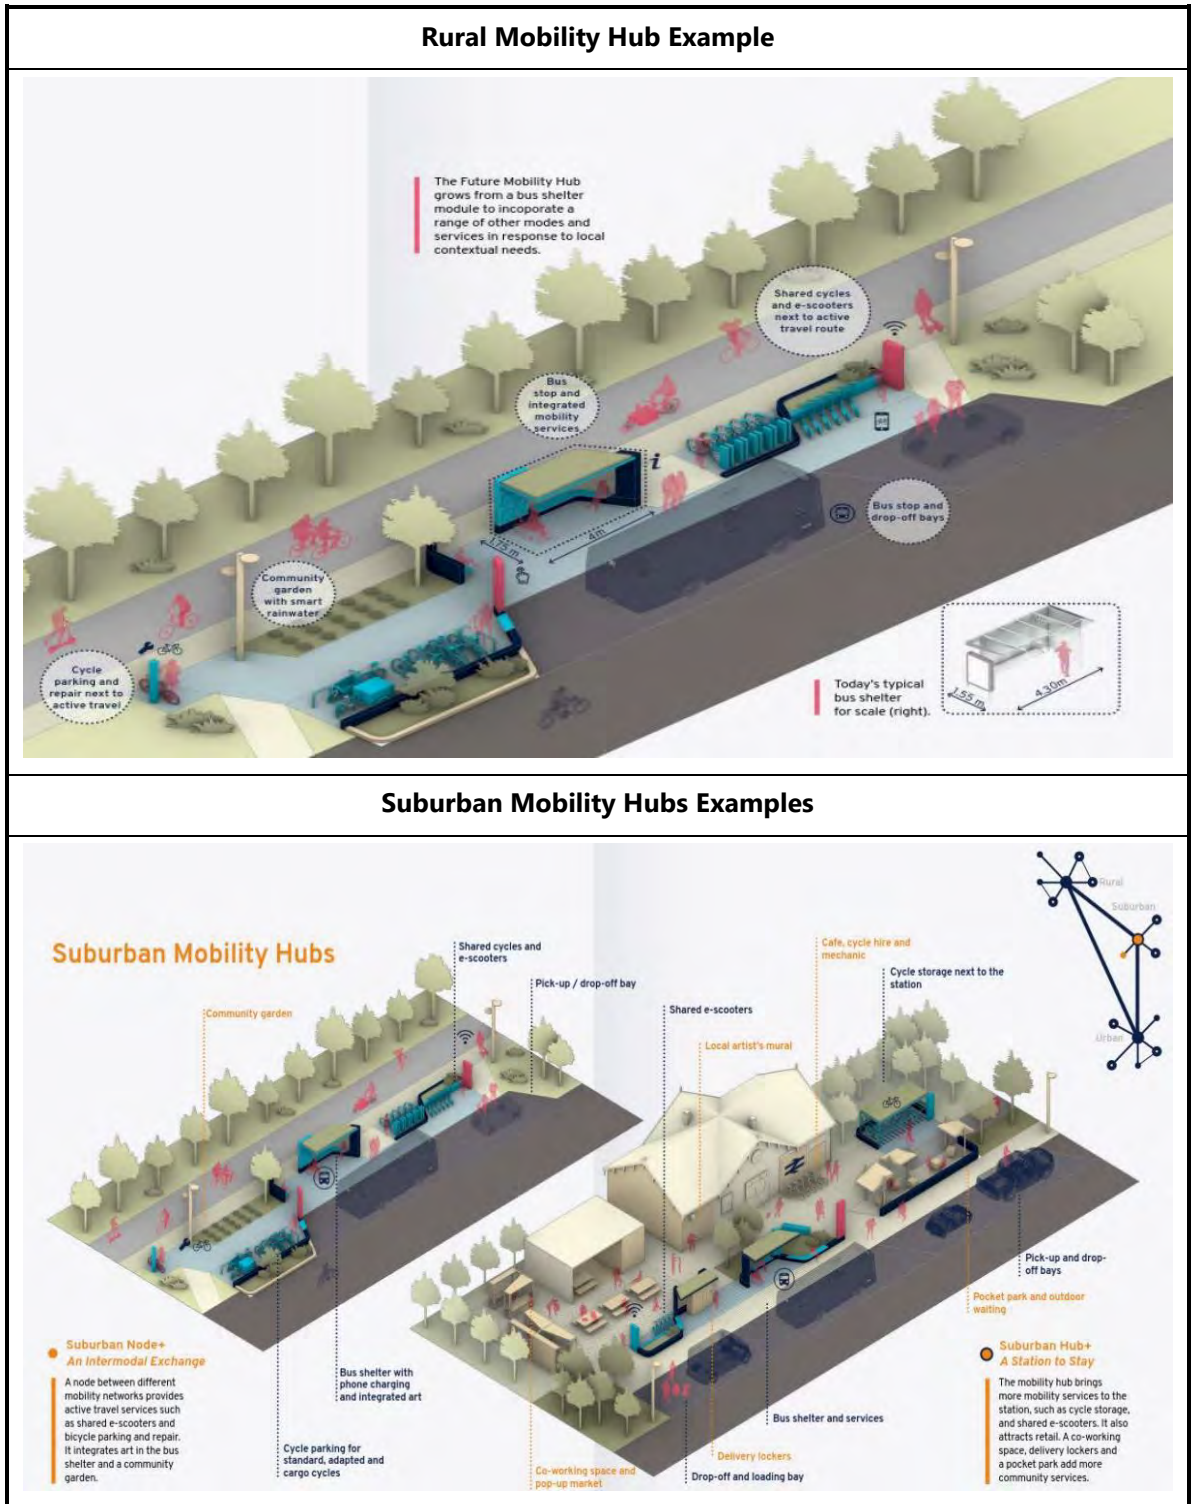 Rural Mobility Hub Example
The Future Mobility Hub
grows from a bus shelter
module to incoporate a
range of other modes and
services in response to local
contextual needs.
Shared cycles
and e-scooters
next to active
travel route
Bus
stop and
integrated
mobility
services
i
Bus stop and
drop-off bays
1.75 m
4m
Community
garden
with smart
rainwater
Cycle
parking and
repair next to
active travel
Today's typical
bus shelter
for scale (right).
1.55 m
4.30m
Suburban Mobility Hubs Examples
Suburban Mobility Hubs
Rural
Suburban
Urban
Shared cycles and
e-scooters
Pick-up / drop-off bay
Community garden
Cafe, cycle hire and
mechanic
Cycle storage next to the
station
Shared e-scooters
Local artist's mural
Pick-up and drop-
off bays
Pocket park and outdoor
waiting
Suburban Node+
An Intermodal Exchange
A node between different
mobility networks provides
active travel services such
as shared e-scooters and
bicycle parking and repair.
It integrates art in the bus
shelter and a community
garden.
Bus shelter with
phone charging
and integrated art
Cycle parking for
standard, adapted and
cargo cycles
Co-working space and
pop-up market
Drop-off and loading bay
Delivery lockers
Bus shelter and services
Suburban Hub+
A Station to Stay
The mobility hub brings
more mobility services to the
station, such as cycle storage,
and shared e-scooters. It also
attracts retail. A co-working
space, delivery lockers and
a pocket park add more
community services.